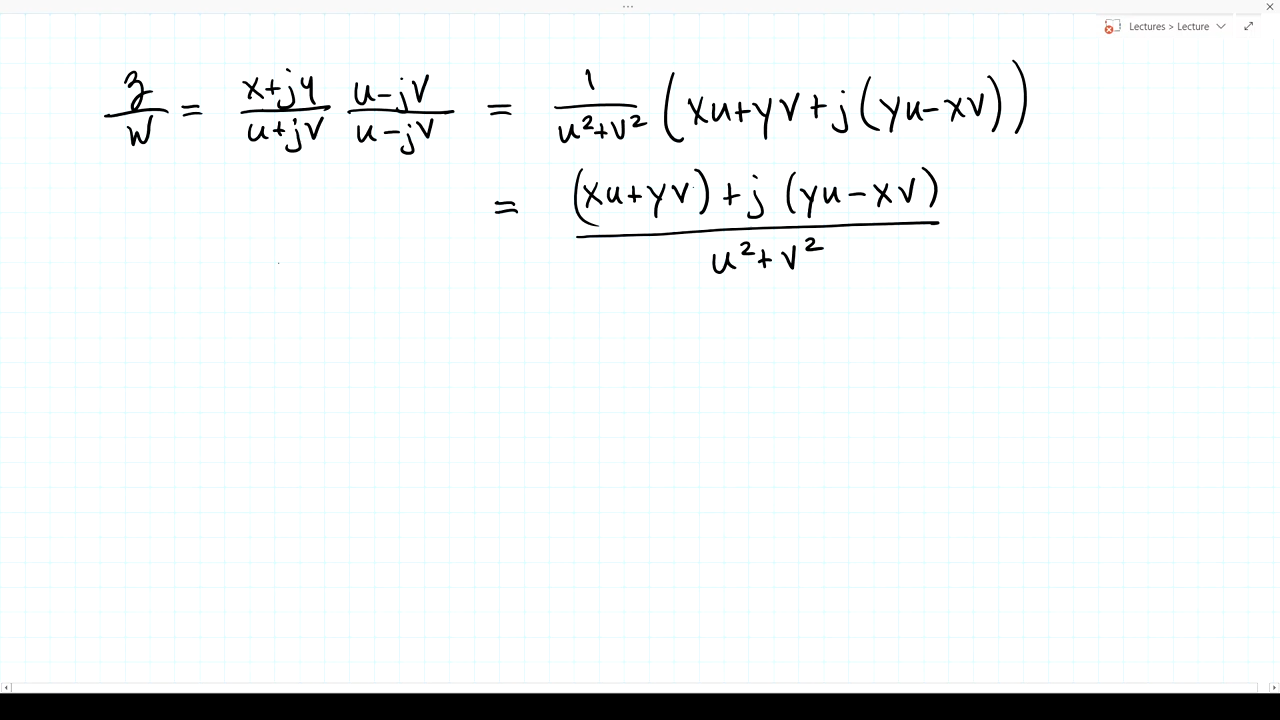 Lectures > Lecture
z/w = (x+jy)/(u+jv) (u-jv)/(u-jv) = 1/(u²+v²) (xu+yv+j(yu-xv))
= ((xu+yv)+j(yu-xv))/(u²+v²)